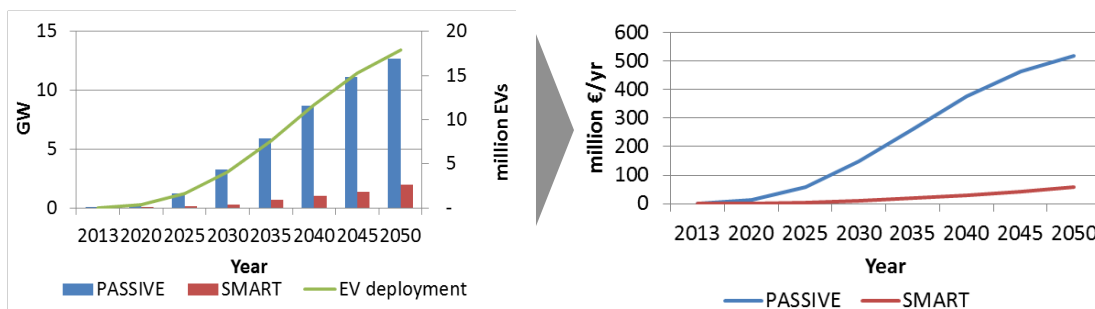 15
10
5
0
GW
20
15
10
5
-
million EVs
2013 2020 2025 2030 2035 2040 2045 2050
Year
PASSIVE SMART EV deployment
600
500
400
300
200
100
0
million €/yr
2013 2020 2025 2030 2035 2040 2045 2050
Year
PASSIVE SMART